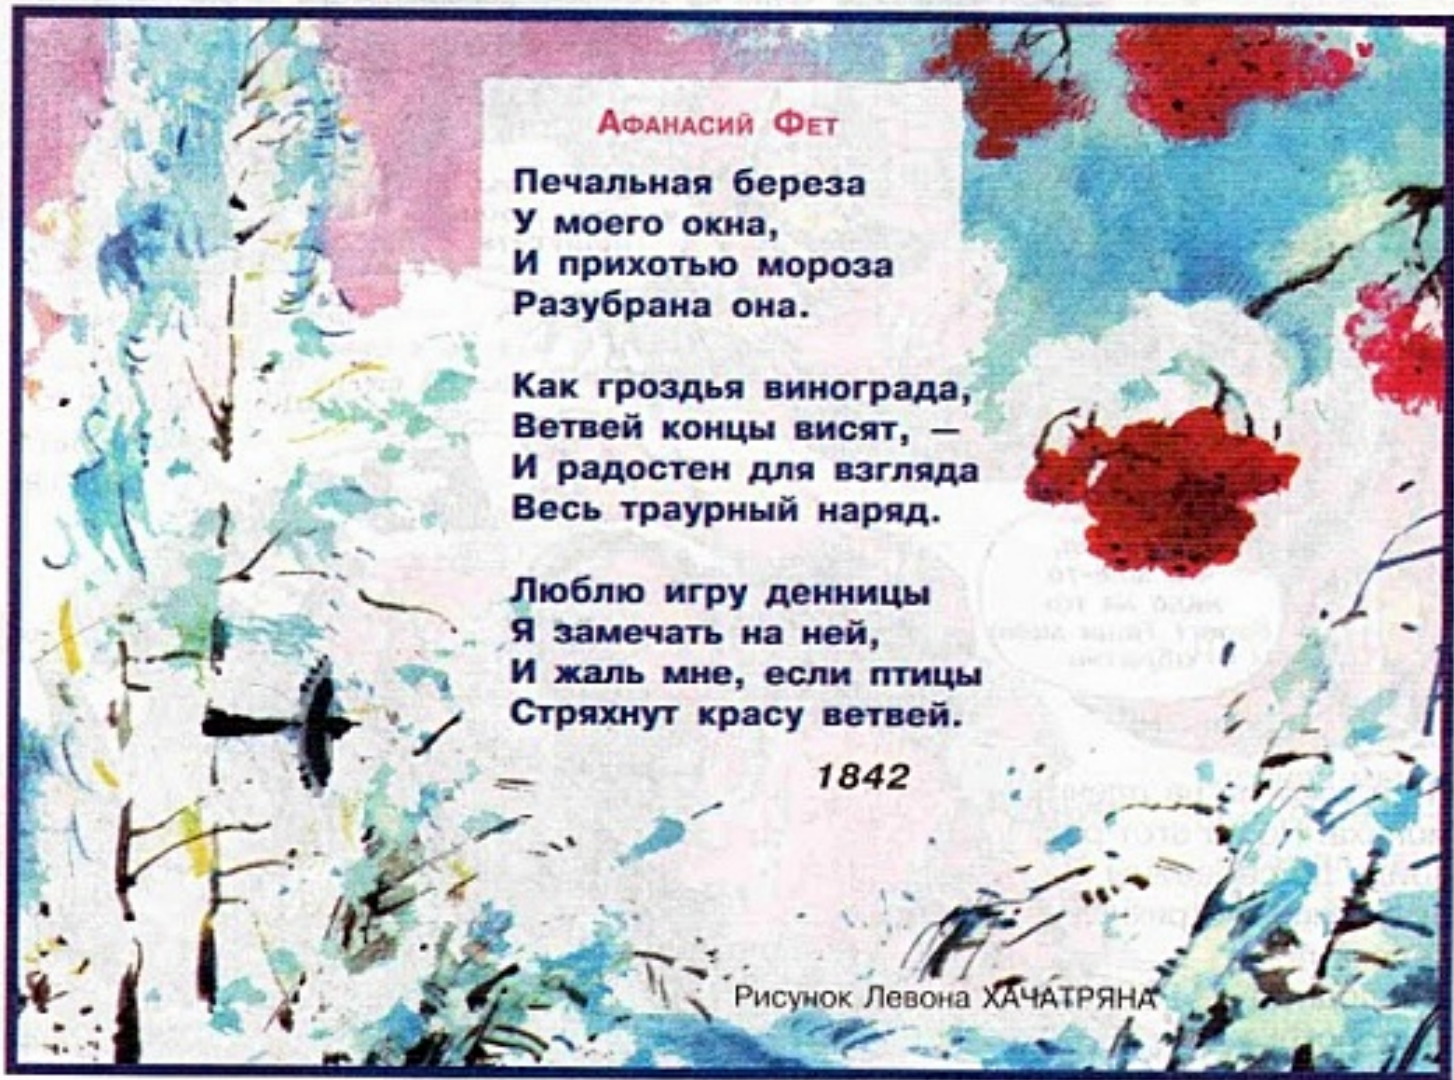 Афанасий Фет
Печальная береза
У моего окна,
И прихотью мороза
Разубрана она.
Как гроздья винограда,
Ветвей концы висят, —
И радостен для взгляда
Весь траурный наряд.
Люблю игру денницы
Я замечать на ней,
И жаль мне, если птицы
Стряхнут красу ветвей.
1842
Рисунок Левона ХАЧАТРЯНА